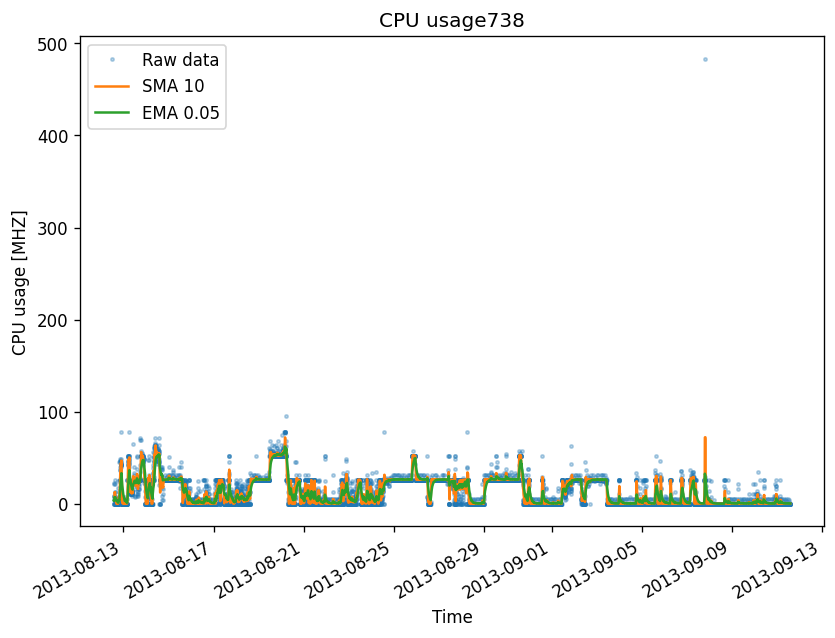 CPU usage738
500
400
300
200
100
0
CPU usage [MHZ]
Raw data
SMA 10
EMA 0.05
2013-08-13
2013-08-17
2013-08-21
2013-08-25
2013-08-29
2013-09-01
2013-09-05
2013-09-09
2013-09-13
Time